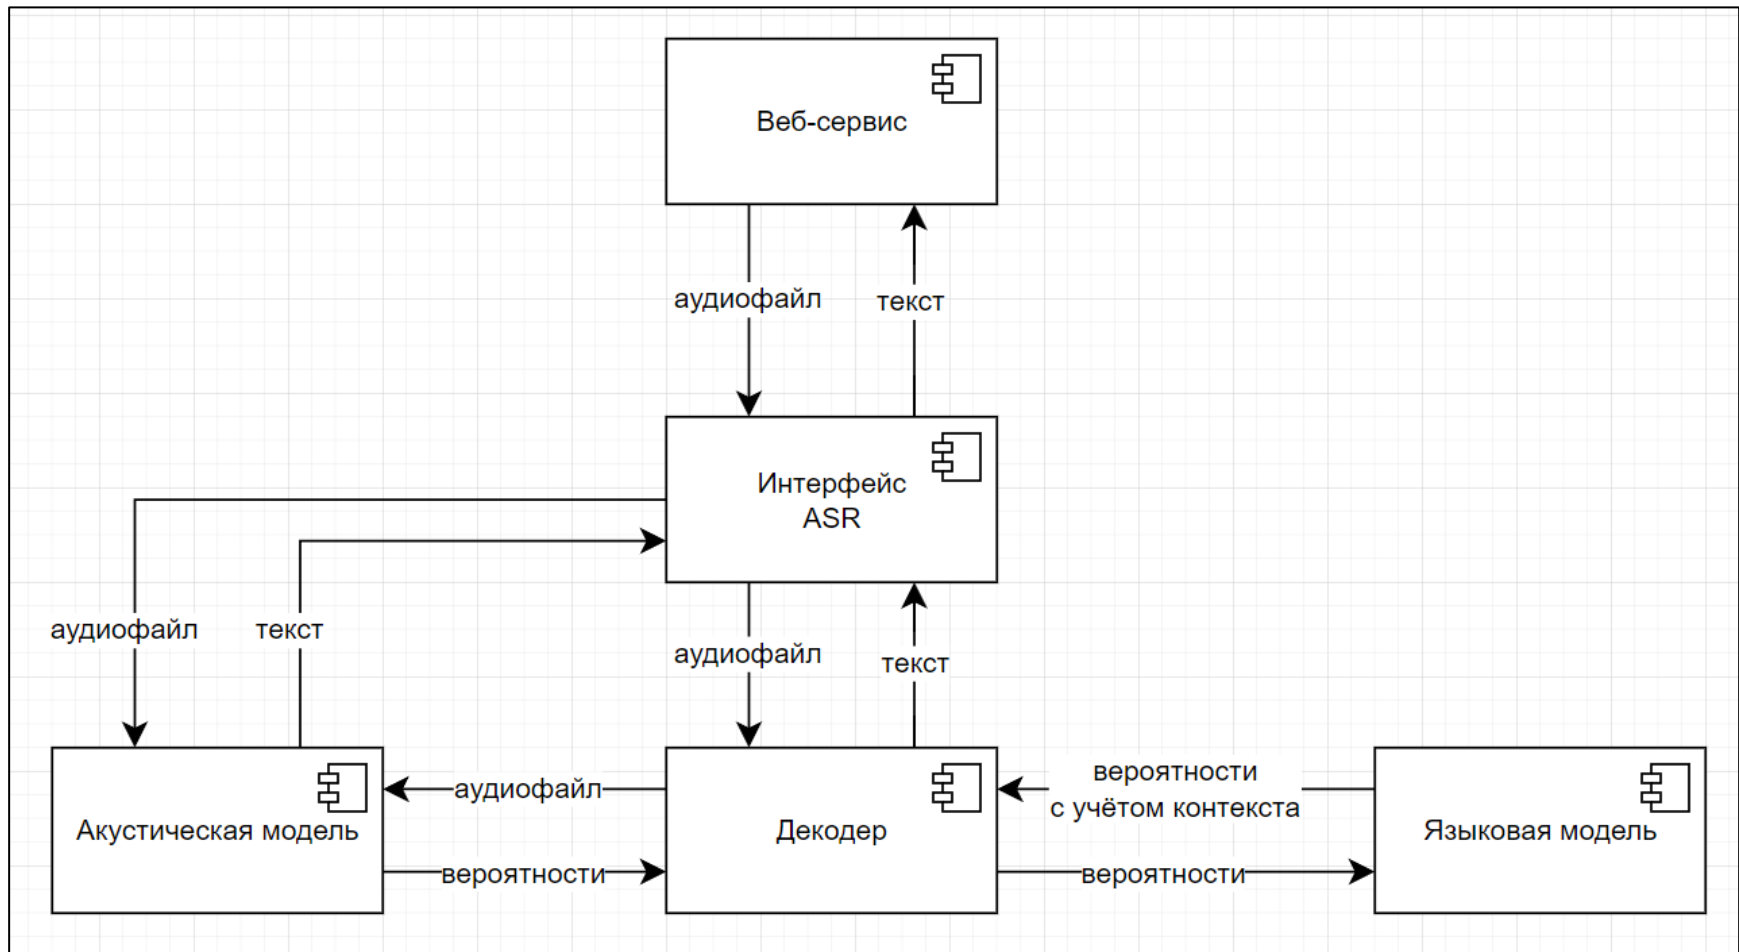 Веб-сервис
аудиофайл
текст
Интерфейс
ASR
аудиофайл
текст
аудиофайл
текст
Акустическая модель
аудиофайл
вероятности
Декодер
вероятности
с учётом контекста
вероятности
Языковая модель